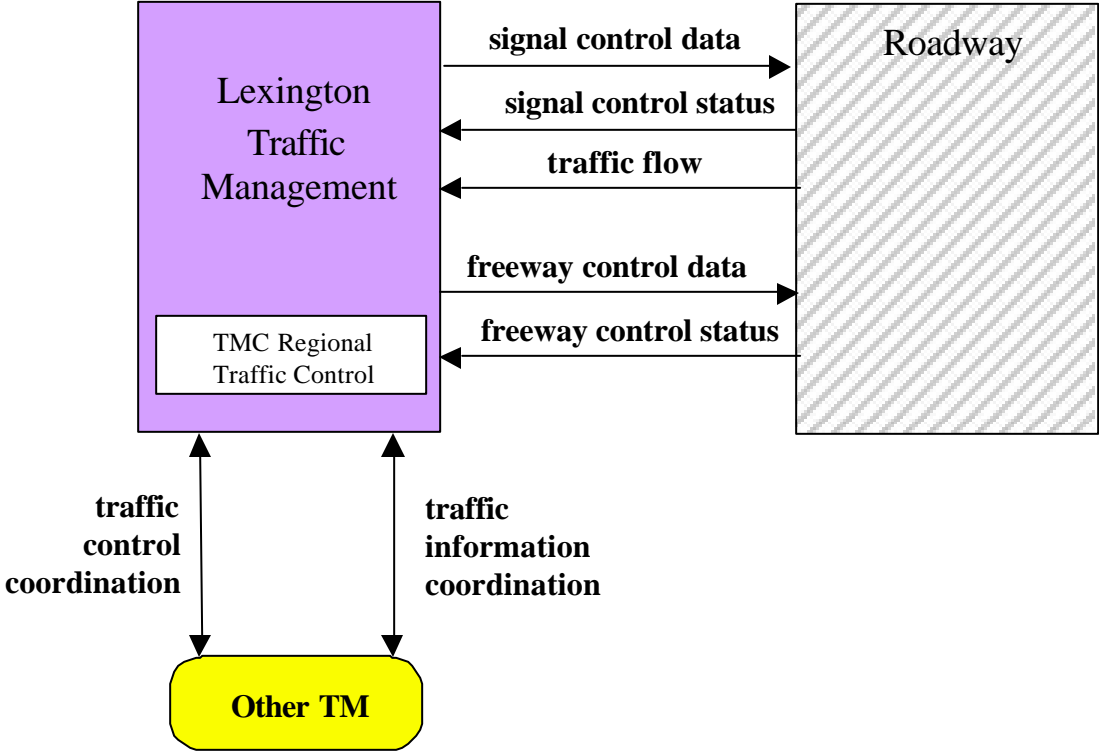 Lexington
Traffic
Management
TMC Regional
Traffic Control
signal control data
signal control status
traffic flow
freeway control data
freeway control status
Roadway
traffic
control
coordination
traffic
information
coordination
Other TM